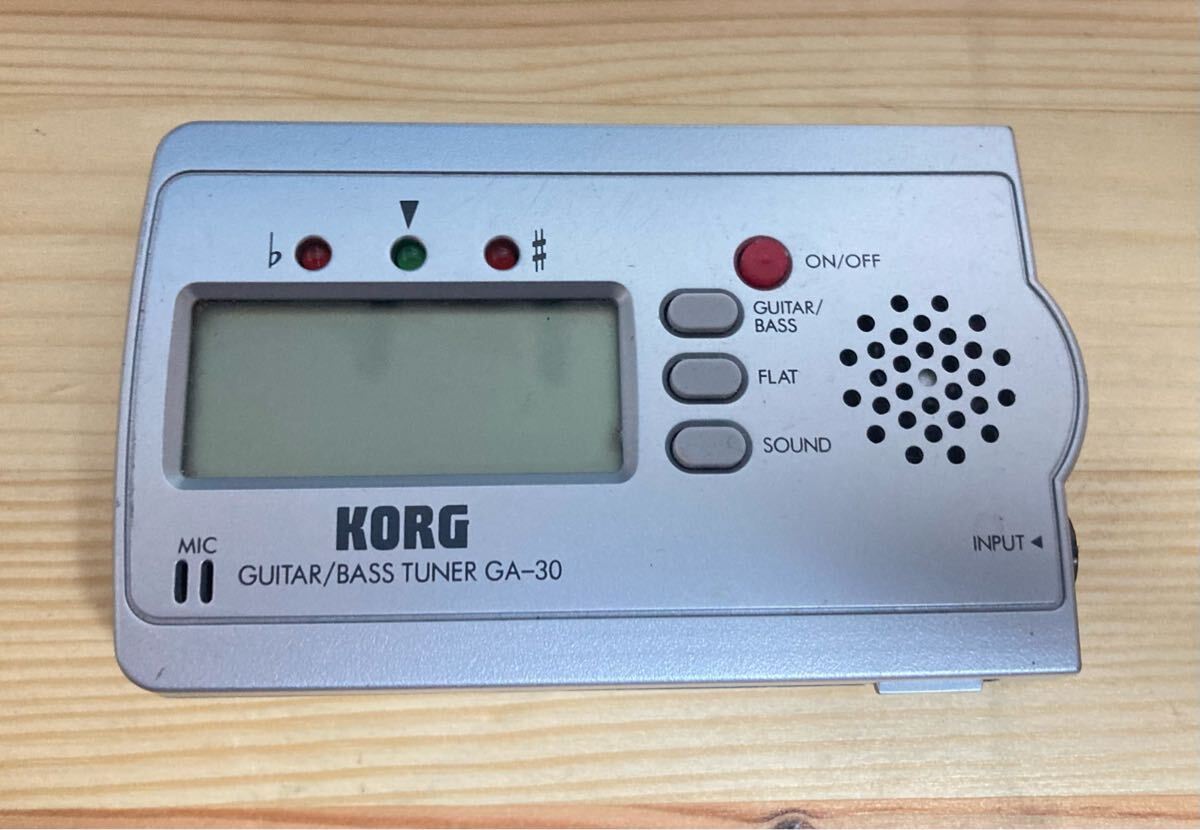 ♭ ▼ ♯
ON/OFF
GUITAR/
BASS
FLAT
SOUND
KORG
MIC
GUITAR/BASS TUNER GA-30
INPUT ◀